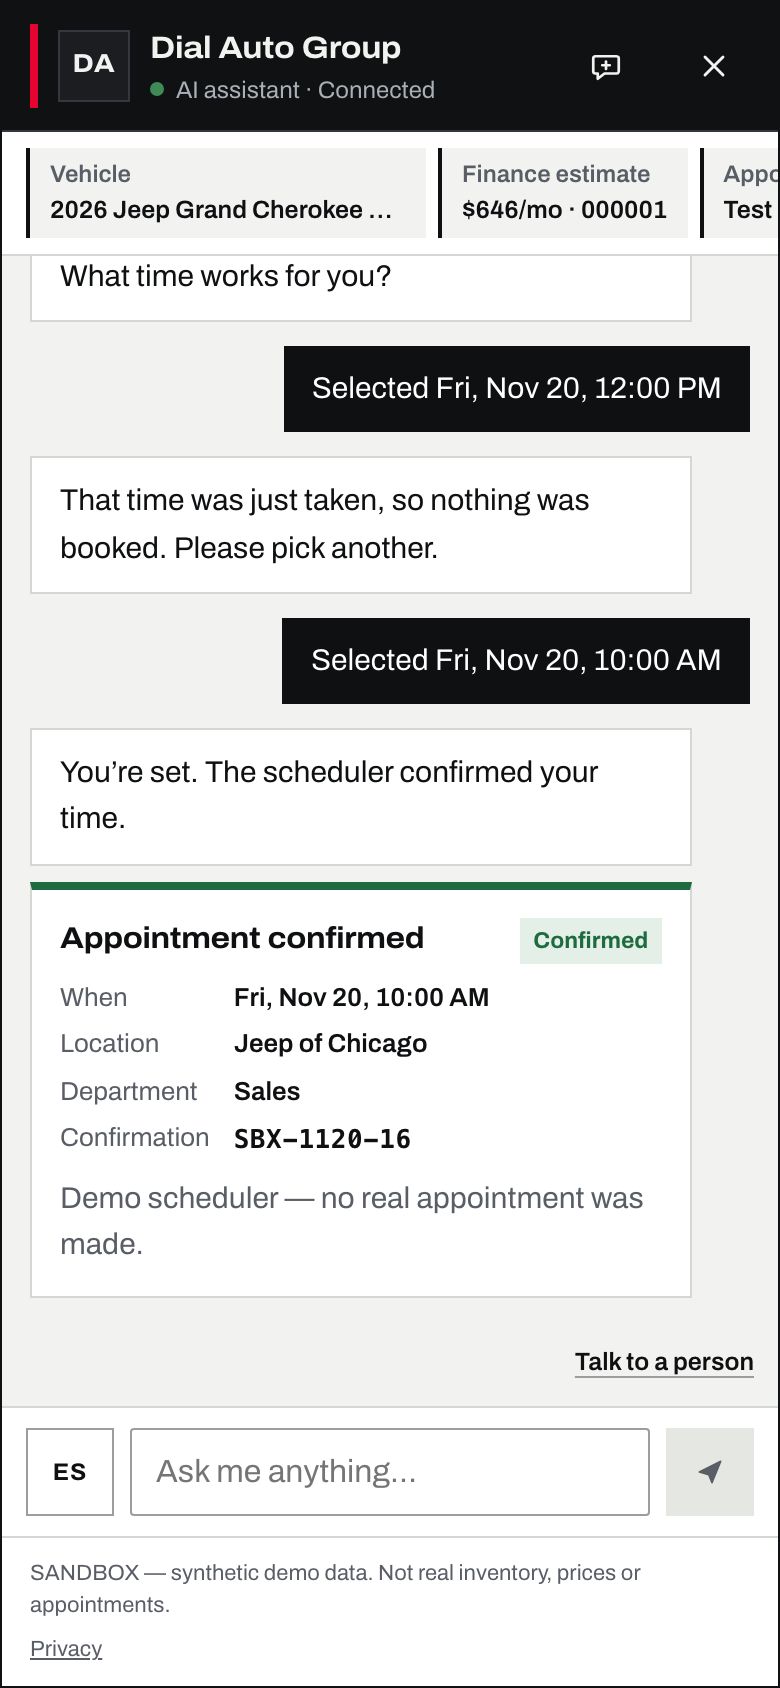 DA
Dial Auto Group
AI assistant · Connected
Vehicle
2026 Jeep Grand Cherokee ...
Finance estimate
$646/mo · 000001
Appo
Test
What time works for you?
Selected Fri, Nov 20, 12:00 PM
That time was just taken, so nothing was
booked. Please pick another.
Selected Fri, Nov 20, 10:00 AM
You’re set. The scheduler confirmed your
time.
Appointment confirmed
Confirmed
When Fri, Nov 20, 10:00 AM
Location Jeep of Chicago
Department Sales
Confirmation SBX–1120–16
Demo scheduler — no real appointment was
made.
Talk to a person
ES
Ask me anything...
SANDBOX — synthetic demo data. Not real inventory, prices or
appointments.
Privacy